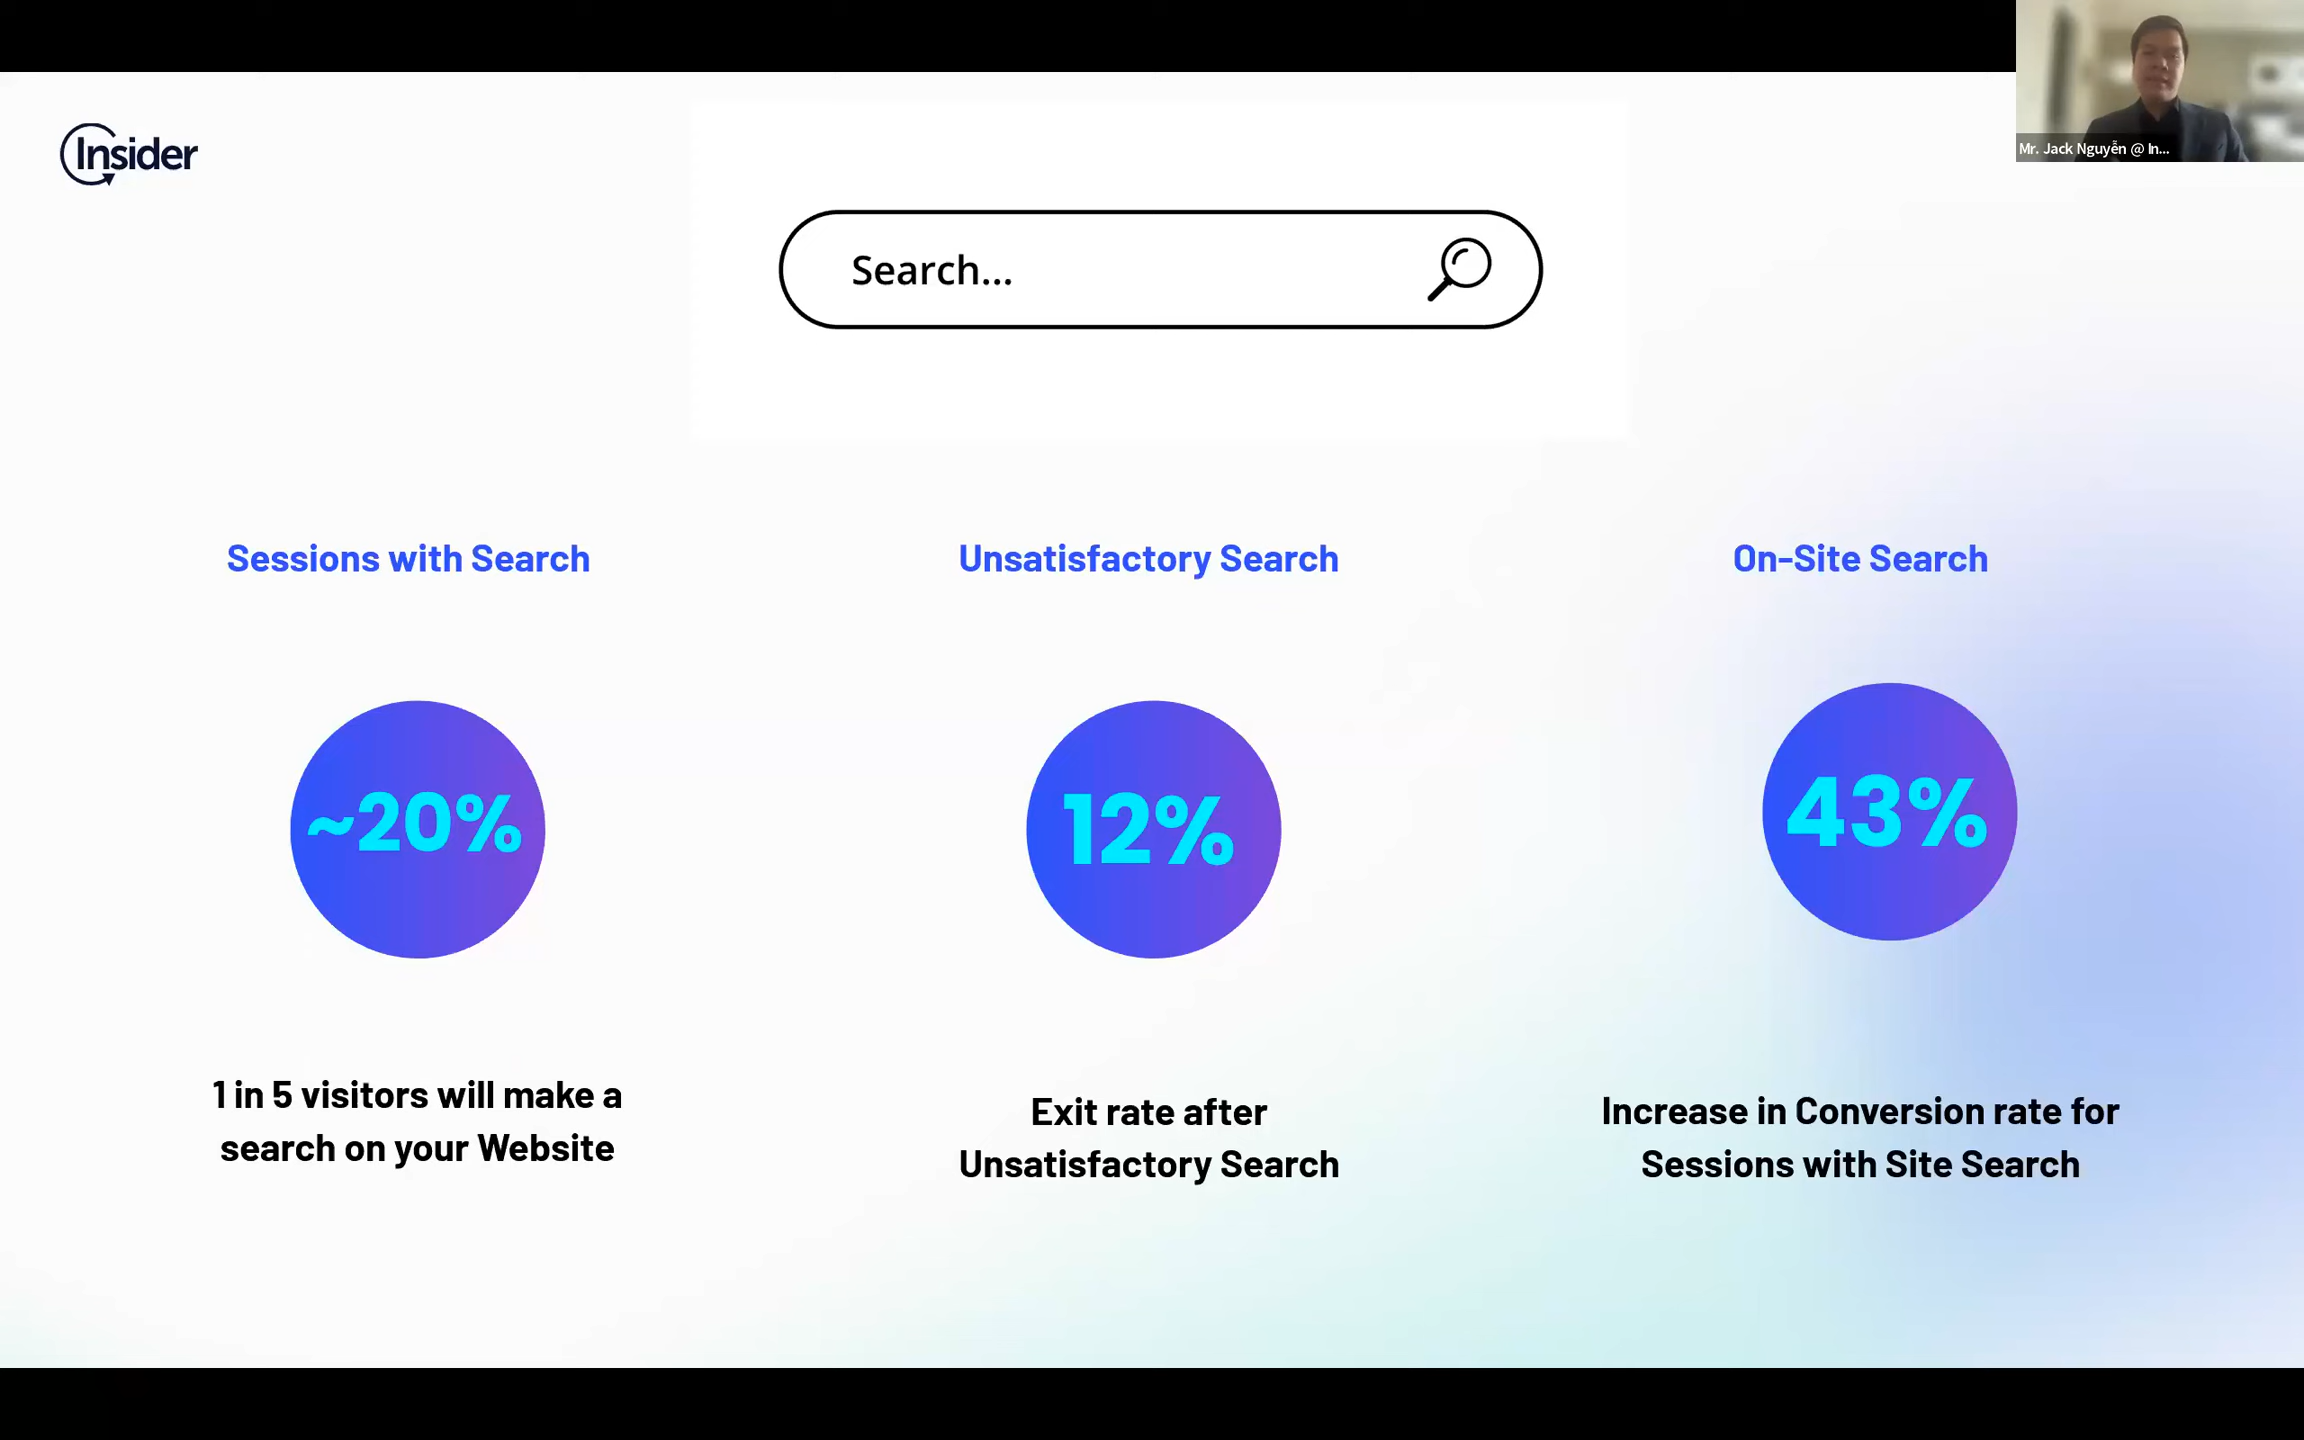 Insider
Mr. Jack Nguyễn @ In...
Search...
Sessions with Search
Unsatisfactory Search
On-Site Search
~20%
12%
43%
1 in 5 visitors will make a
search on your Website
Exit rate after
Unsatisfactory Search
Increase in Conversion rate for
Sessions with Site Search